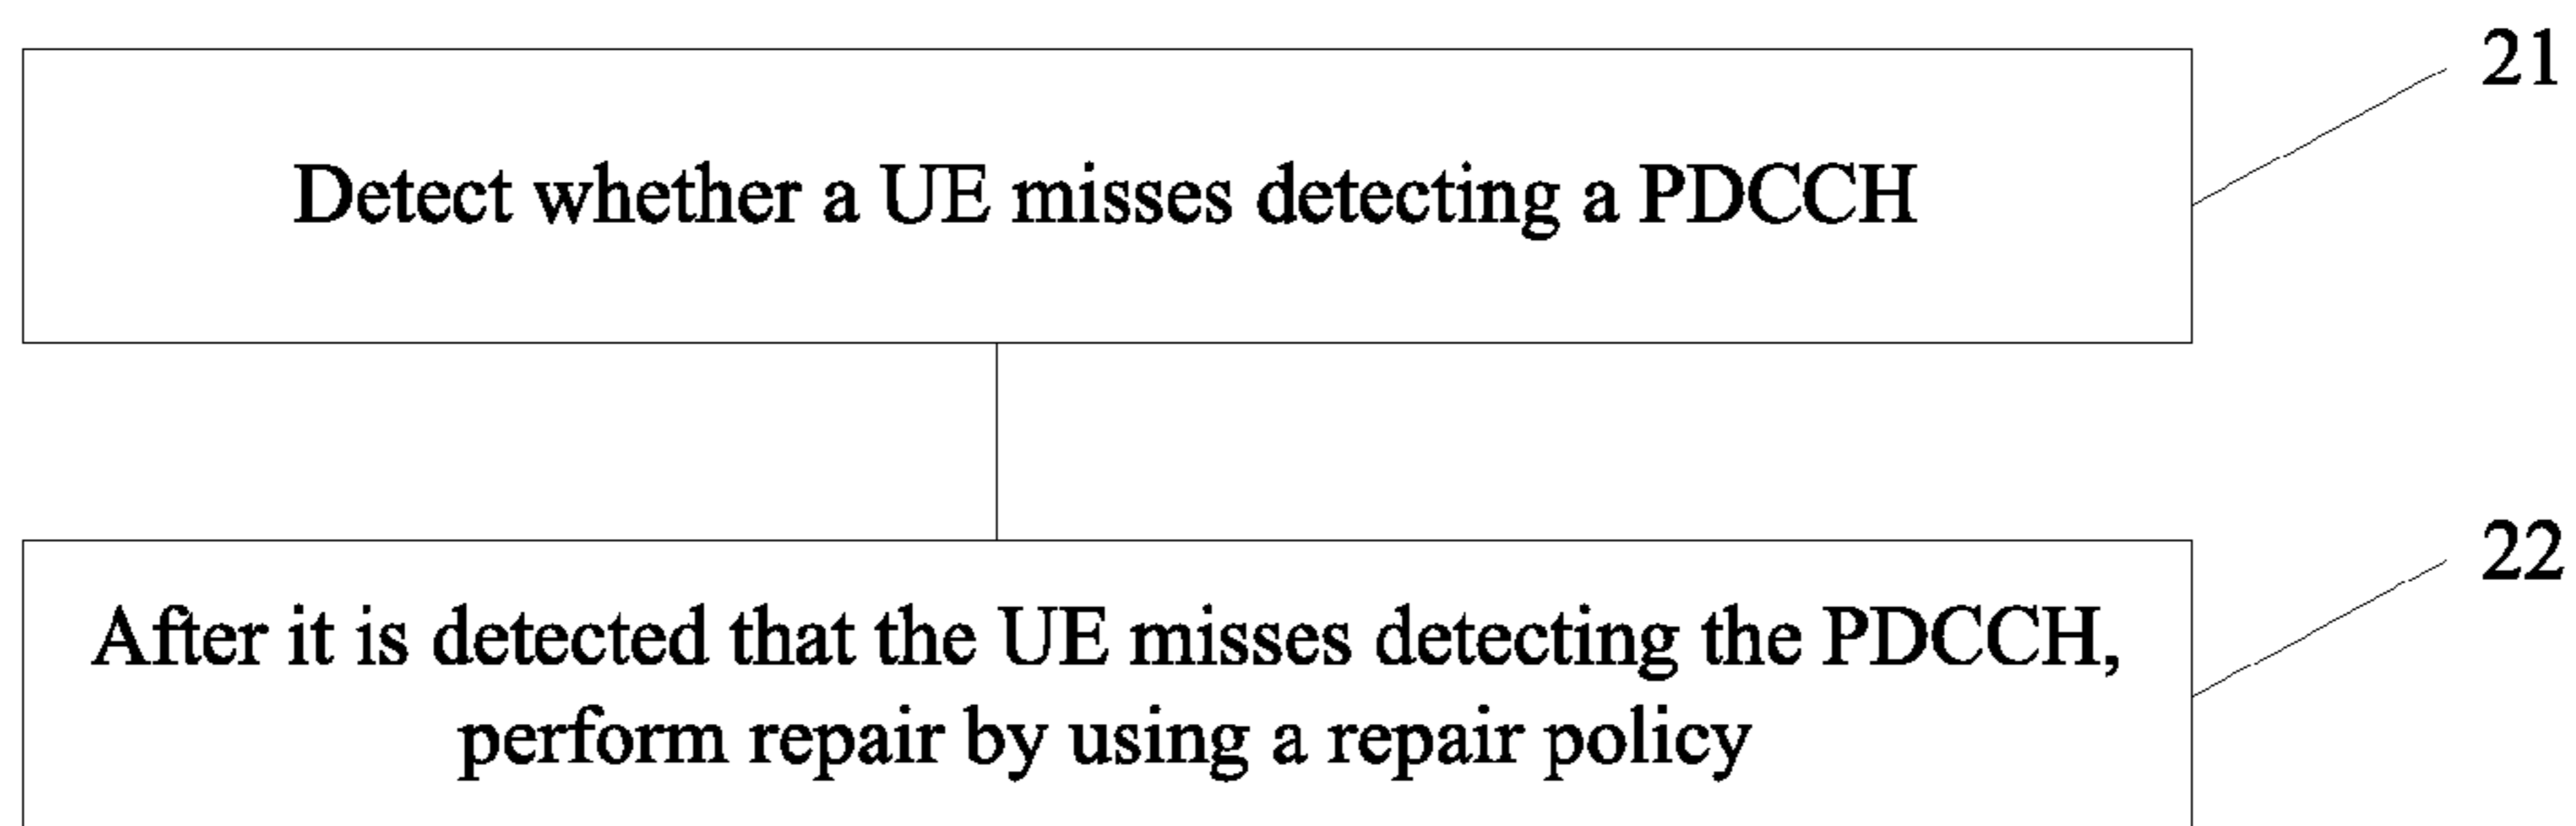 21
Detect whether a UE misses detecting a PDCCH
22
After it is detected that the UE misses detecting the PDCCH,
perform repair by using a repair policy